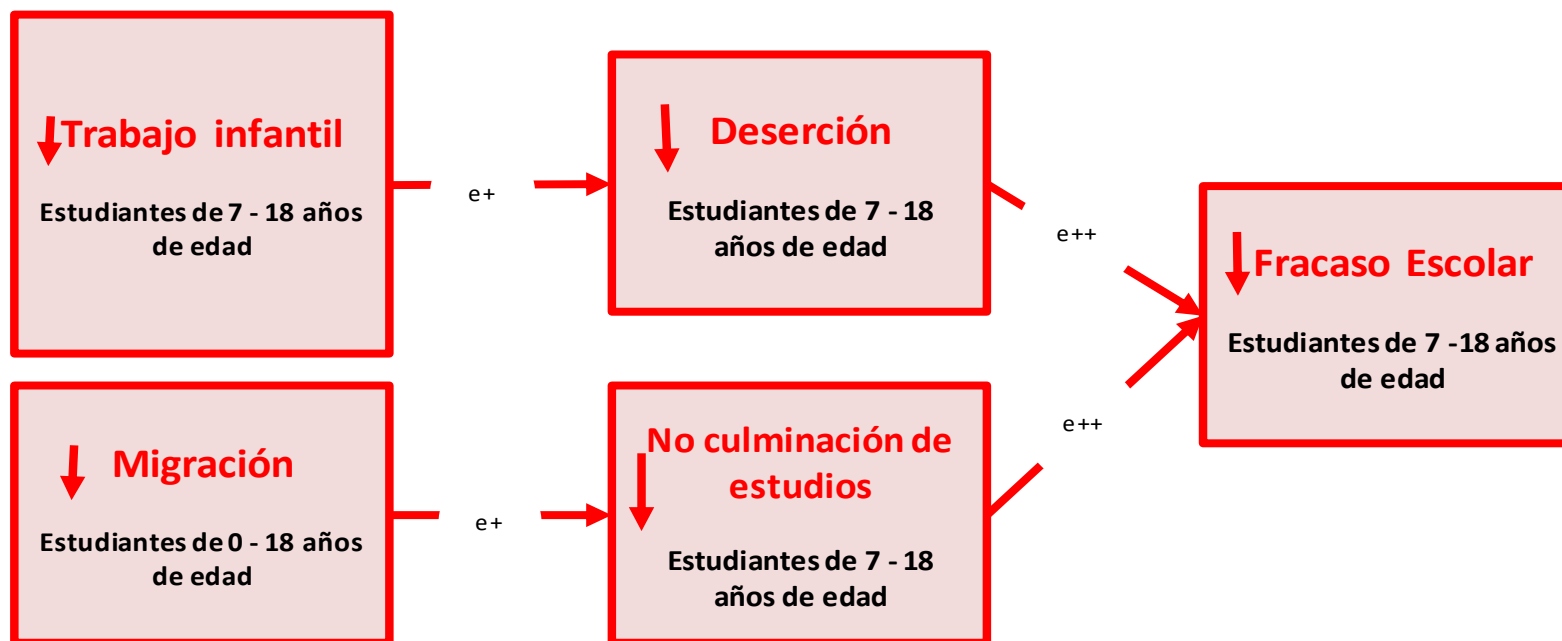 Trabajo infantil
Estudiantes de 7 - 18 años
de edad
e+
Deserción
Estudiantes de 7 - 18
años de edad
e++
Fracaso Escolar
Estudiantes de 7 -18 años
de edad
Migración
Estudiantes de 0 - 18 años
de edad
e+
No culminación de
estudios
Estudiantes de 7 - 18
años de edad
e++